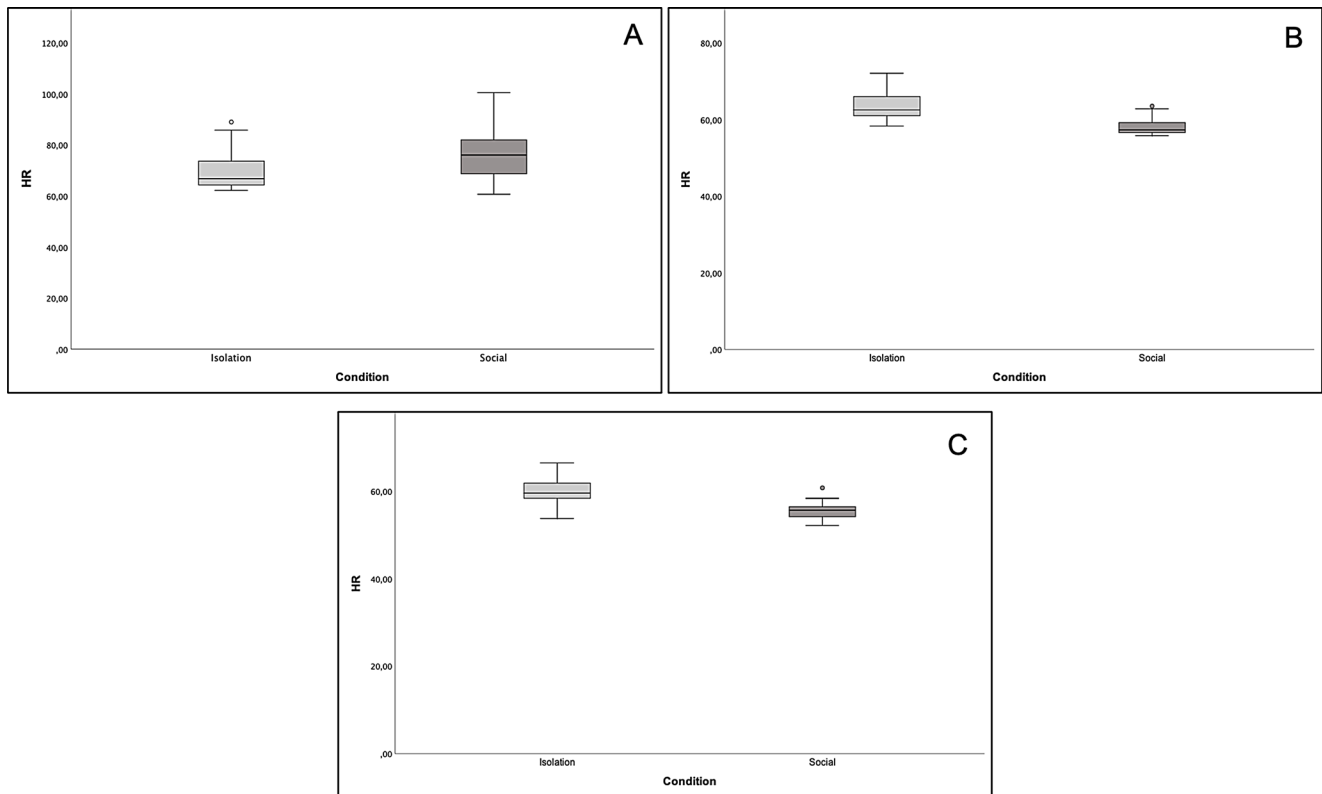 A
120,00
100,00
80,00
60,00
40,00
20,00
,00
HR
Isolation Social
Condition
B
80,00
60,00
40,00
20,00
,00
HR
Isolation Social
Condition
C
60,00
40,00
20,00
,00
HR
Isolation Social
Condition